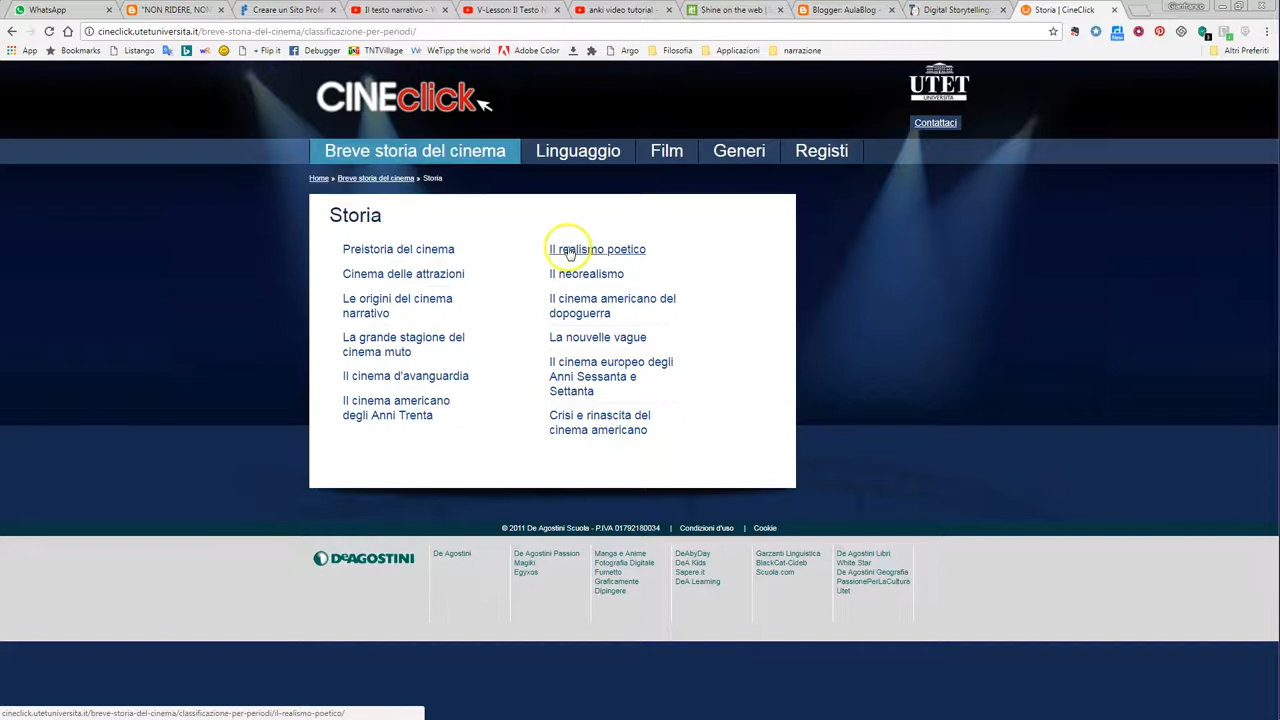 WhatsApp
"NON RIDERE, NON
Creare un Sito Profe
Il testo narrativo - Y
V-Lesson: Il Testo N
anki video tutorial -
Shine on the web | S
Blogger: AulaBlog -
Digital Storytelling:
Storia | CineClick
Gianfranco
cineclick.utetuniversita.it/breve-storia-del-cinema/classificazione-per-periodi/
App
Bookmarks
Listango
+ Flip it
Debugger
TNTVillage
WeTipp the world
Adobe Color
Argo
Filosofia
Applicazioni
narrazione
Altri Preferiti
CINEclick
UTET
UNIVERSITÀ
Contattaci
Breve storia del cinema
Linguaggio
Film
Generi
Registi
Home » Breve storia del cinema » Storia
Storia
Preistoria del cinema
Cinema delle attrazioni
Le origini del cinema
narrativo
La grande stagione del
cinema muto
Il cinema d'avanguardia
Il cinema americano
degli Anni Trenta
Il realismo poetico
Il neorealismo
Il cinema americano del
dopoguerra
La nouvelle vague
Il cinema europeo degli
Anni Sessanta e
Settanta
Crisi e rinascita del
cinema americano
© 2011 De Agostini Scuola - P.IVA 01792180034 | Condizioni d'uso | Cookie
DeAGOSTINI
De Agostini
De Agostini Passion
Magiki
Egyxos
Manga e Anime
Fotografia Digitale
Fumetto
Graficamente
Dipingere
DeAbyDay
DeA Kids
Sapere.it
DeA Learning
Garzanti Linguistica
BlackCat-Cideb
Scuola.com
De Agostini Libri
White Star
De Agostini Geografia
PassionePerLaCultura
Utet
cineclick.utetuniversita.it/breve-storia-del-cinema/classificazione-per-periodi/il-realismo-poetico/